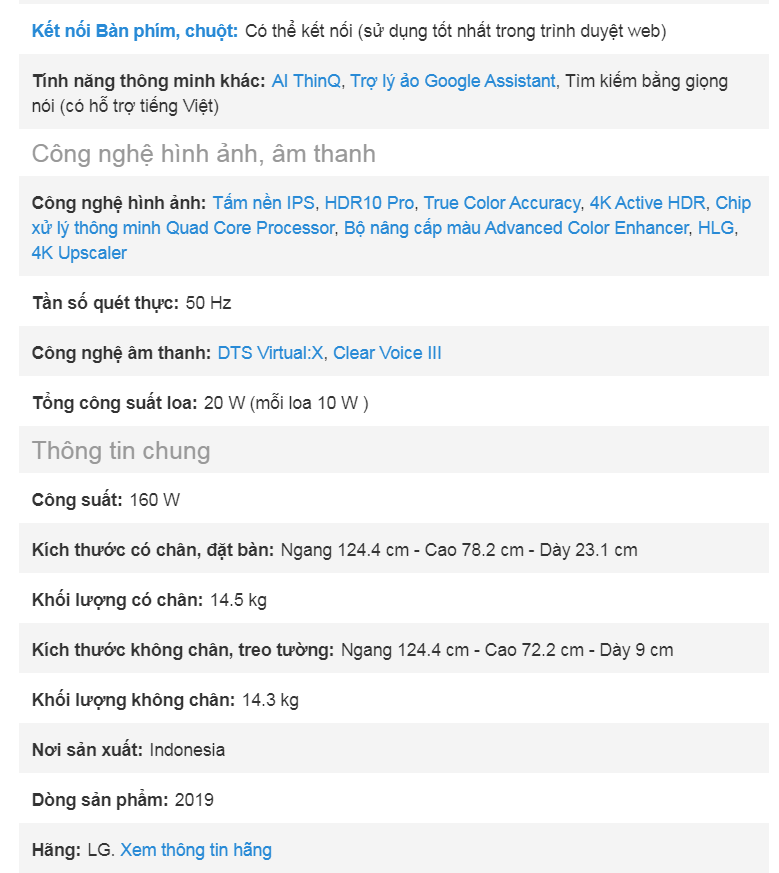 Kết nối Bàn phím, chuột: Có thể kết nối (sử dụng tốt nhất trong trình duyệt web)
Tính năng thông minh khác: AI ThinQ, Trợ lý ảo Google Assistant, Tìm kiếm bằng giọng
nói (có hỗ trợ tiếng Việt)
Công nghệ hình ảnh, âm thanh
Công nghệ hình ảnh: Tấm nền IPS, HDR10 Pro, True Color Accuracy, 4K Active HDR, Chip
xử lý thông minh Quad Core Processor, Bộ nâng cấp màu Advanced Color Enhancer, HLG,
4K Upscaler
Tần số quét thực: 50 Hz
Công nghệ âm thanh: DTS Virtual:X, Clear Voice III
Tổng công suất loa: 20 W (mỗi loa 10 W )
Thông tin chung
Công suất: 160 W
Kích thước có chân, đặt bàn: Ngang 124.4 cm - Cao 78.2 cm - Dày 23.1 cm
Khối lượng có chân: 14.5 kg
Kích thước không chân, treo tường: Ngang 124.4 cm - Cao 72.2 cm - Dày 9 cm
Khối lượng không chân: 14.3 kg
Nơi sản xuất: Indonesia
Dòng sản phẩm: 2019
Hãng: LG. Xem thông tin hãng